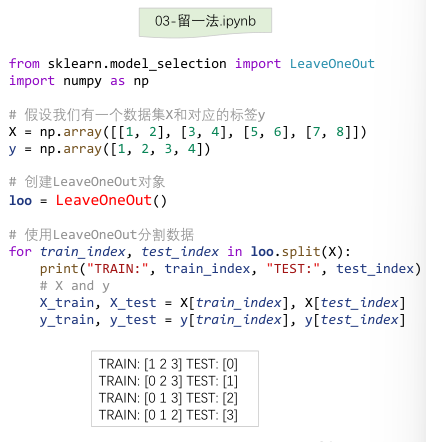 03-留一法.ipynb
from sklearn.model_selection import LeaveOneOut
import numpy as np
# 假设我们有一个数据集X和对应的标签y
X = np.array([[1, 2], [3, 4], [5, 6], [7, 8]])
y = np.array([1, 2, 3, 4])
# 创建LeaveOneOut对象
loo = LeaveOneOut()
# 使用LeaveOneOut分割数据
for train_index, test_index in loo.split(X):
    print("TRAIN:", train_index, "TEST:", test_index)
    # X and y
    X_train, X_test = X[train_index], X[test_index]
    y_train, y_test = y[train_index], y[test_index]
TRAIN: [1 2 3] TEST: [0]
TRAIN: [0 2 3] TEST: [1]
TRAIN: [0 1 3] TEST: [2]
TRAIN: [0 1 2] TEST: [3]